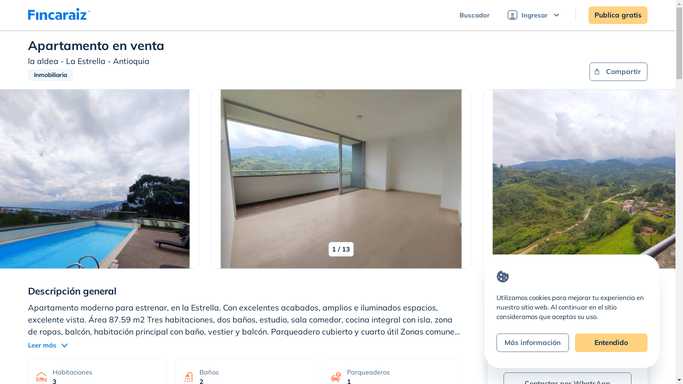 Fincaraiz
Buscador
Ingresar
Publica gratis
Apartamento en venta
la aldea - La Estrella - Antioquia
Inmobiliaria
Compartir
1 / 13
Descripción general
Apartamento moderno para estrenar, en la Estrella. Con excelentes acabados, amplios e iluminados espacios,
excelente vista. Área 87.59 m2 Tres habitaciones, dos baños, estudio, sala comedor, cocina integral con isla, zona
de ropas, balcón, habitación principal con baño, vestier y balcón. Parqueadero cubierto y cuarto útil Zonas comune...
Leer más
Habitaciones
3
Baños
2
Parqueaderos
1
Utilizamos cookies para mejorar tu experiencia en
nuestro sitio web. Al continuar en el sitio
consideramos que aceptas su uso.
Más información
Entendido
Contactar por WhatsApp